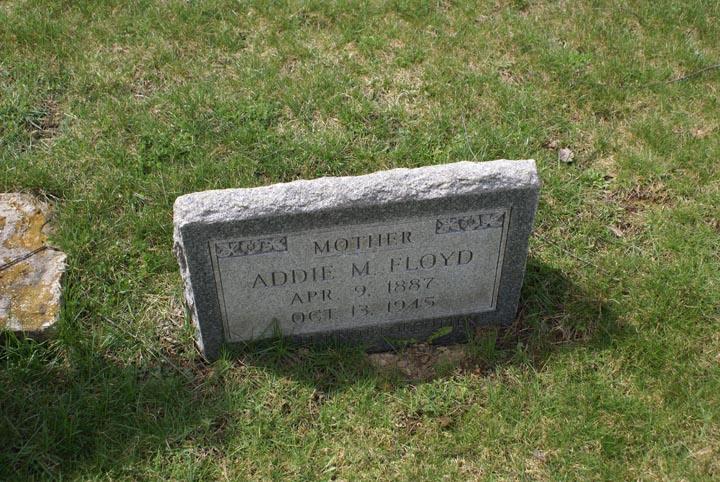 MOTHER
ADDIE M. FLOYD
APR. 9, 1887
OCT. 13, 1945